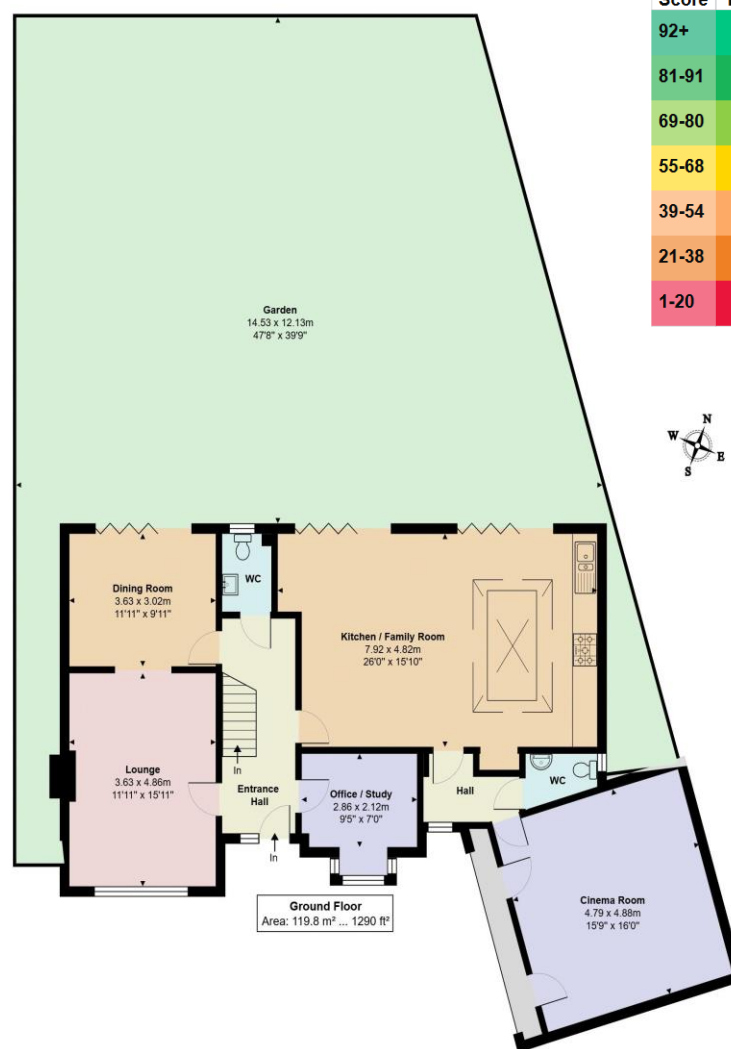 Score
92+
81-91
69-80
55-68
39-54
21-38
1-20
Garden
14.53 x 12.13m
47'8" x 39'9"
N
W
E
S
Dining Room
3.63 x 3.02m
11'11" x 9'11"
WC
Kitchen / Family Room
7.92 x 4.82m
26'0" x 15'10"
Lounge
3.63 x 4.86m
11'11" x 15'11"
In
Entrance
Hall
In
Office / Study
2.86 x 2.12m
9'5" x 7'0"
Hall
WC
Cinema Room
4.79 x 4.88m
15'9" x 16'0"
Ground Floor
Area: 119.8 m² ... 1290 ft²